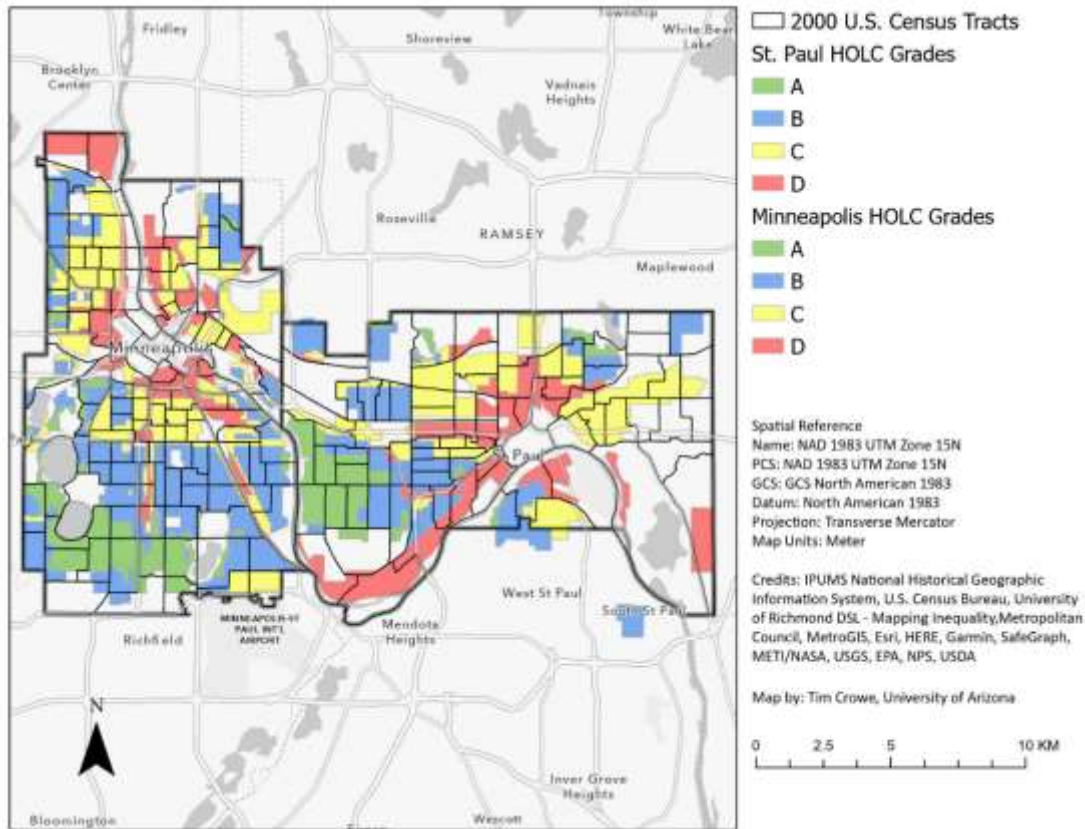 Township
Fridley
White Bear
Lake
Shoreview
Brooklyn
Center
Vadnais
Heights
Roseville
RAMSEY
Maplewood
Minneapolis
Paul
West St Paul
South St Paul
MINNEAPOLIS-ST
PAUL INT'L
AIRPORT
Richfield
Mendota
Heights
N
Inver Grove
Heights
Bloomington
Wescott
2000 U.S. Census Tracts
St. Paul HOLC Grades
A
B
C
D
Minneapolis HOLC Grades
A
B
C
D
Spatial Reference
Name: NAD 1983 UTM Zone 15N
PCS: NAD 1983 UTM Zone 15N
GCS: GCS North American 1983
Datum: North American 1983
Projection: Transverse Mercator
Map Units: Meter
Credits: IPUMS National Historical Geographic
Information System, U.S. Census Bureau, University
of Richmond DSL - Mapping Inequality,Metropolitan
Council, MetroGIS, Esri, HERE, Garmin, SafeGraph,
METI/NASA, USGS, EPA, NPS, USDA
Map by: Tim Crowe, University of Arizona
0 2.5 5 10 KM